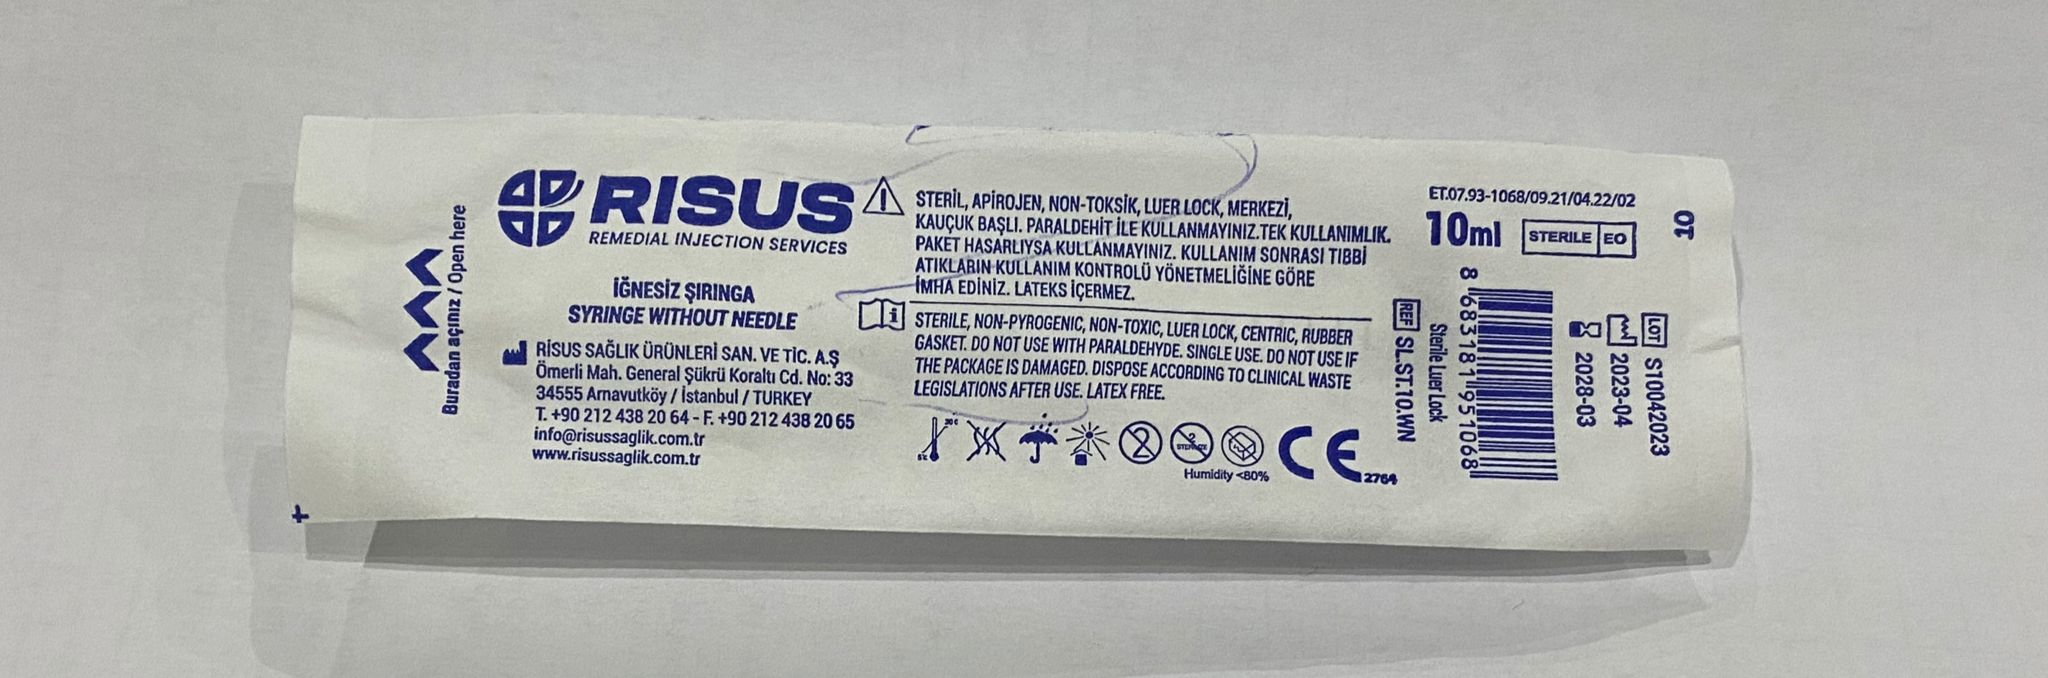 Buradan açınız / Open here
RISUS
REMEDIAL INJECTION SERVICES
İĞNESİZ ŞIRINGA
SYRINGE WITHOUT NEEDLE
RİSUS SAĞLIK ÜRÜNLERİ SAN. VE TİC. A.Ş
Ömerli Mah. General Şükrü Koraltı Cd. No: 33
34555 Arnavutköy / İstanbul / TURKEY
T. +90 212 438 20 64 - F. +90 212 438 20 65
info@risussaglik.com.tr
www.risussaglik.com.tr
STERİL, APİROJEN, NON-TOKSİK, LUER LOCK, MERKEZİ,
KAUÇUK BAŞLI. PARALDEHİT İLE KULLANMAYINIZ.TEK KULLANIMLIK.
PAKET HASARLIYSA KULLANMAYINIZ. KULLANIM SONRASI TIBBİ
ATIKLARIN KULLANIM KONTROLÜ YÖNETMELİĞİNE GÖRE
İMHA EDİNİZ. LATEKS İÇERMEZ.
STERILE, NON-PYROGENIC, NON-TOXIC, LUER LOCK, CENTRIC, RUBBER
GASKET. DO NOT USE WITH PARALDEHYDE. SINGLE USE. DO NOT USE IF
THE PACKAGE IS DAMAGED. DISPOSE ACCORDING TO CLINICAL WASTE
LEGISLATIONS AFTER USE. LATEX FREE.
5°C 30°C
2
2 STERILIZE
Humidity <80%
CE 2764
ET.07.93-1068/09.21/04.22/02
10ml STERILE EO
REF SL.ST.10.WN
Sterile Luer Lock
8 683181 951068
2028-03
2023-04
LOT S10042023
10